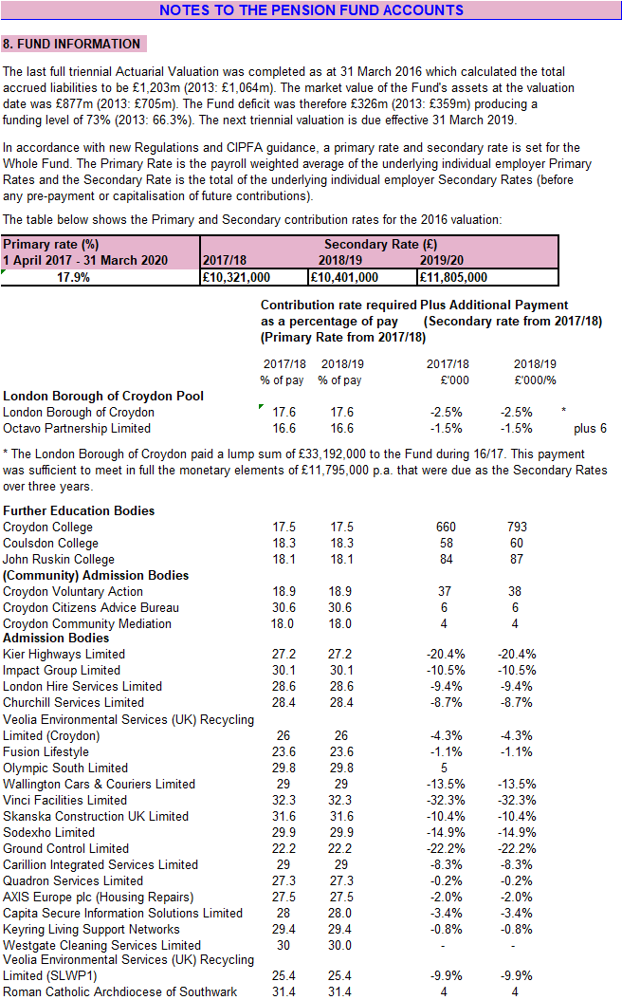 NOTES TO THE PENSION FUND ACCOUNTS
8. FUND INFORMATION
The last full triennial Actuarial Valuation was completed as at 31 March 2016 which calculated the total
accrued liabilities to be £1,203m (2013: £1,064m). The market value of the Fund's assets at the valuation
date was £877m (2013: £705m). The Fund deficit was therefore £326m (2013: £359m) producing a
funding level of 73% (2013: 66.3%). The next triennial valuation is due effective 31 March 2019.
In accordance with new Regulations and CIPFA guidance, a primary rate and secondary rate is set for the
Whole Fund. The Primary Rate is the payroll weighted average of the underlying individual employer Primary
Rates and the Secondary Rate is the total of the underlying individual employer Secondary Rates (before
any pre-payment or capitalisation of future contributions).
The table below shows the Primary and Secondary contribution rates for the 2016 valuation:
Primary rate (%) Secondary Rate (£)
1 April 2017 - 31 March 2020 2017/18 2018/19 2019/20
17.9% £10,321,000 £10,401,000 £11,805,000
Contribution rate required Plus Additional Payment
as a percentage of pay (Secondary rate from 2017/18)
(Primary Rate from 2017/18)
2017/18 2018/19 2017/18 2018/19
% of pay % of pay £'000 £'000/%
London Borough of Croydon Pool
London Borough of Croydon 17.6 17.6 -2.5% -2.5% *
Octavo Partnership Limited 16.6 16.6 -1.5% -1.5% plus 6
* The London Borough of Croydon paid a lump sum of £33,192,000 to the Fund during 16/17. This payment
was sufficient to meet in full the monetary elements of £11,795,000 p.a. that were due as the Secondary Rates
over three years.
Further Education Bodies
Croydon College 17.5 17.5 660 793
Coulsdon College 18.3 18.3 58 60
John Ruskin College 18.1 18.1 84 87
(Community) Admission Bodies
Croydon Voluntary Action 18.9 18.9 37 38
Croydon Citizens Advice Bureau 30.6 30.6 6 6
Croydon Community Mediation 18.0 18.0 4 4
Admission Bodies
Kier Highways Limited 27.2 27.2 -20.4% -20.4%
Impact Group Limited 30.1 30.1 -10.5% -10.5%
London Hire Services Limited 28.6 28.6 -9.4% -9.4%
Churchill Services Limited 28.4 28.4 -8.7% -8.7%
Veolia Environmental Services (UK) Recycling
Limited (Croydon) 26 26 -4.3% -4.3%
Fusion Lifestyle 23.6 23.6 -1.1% -1.1%
Olympic South Limited 29.8 29.8 5
Wallington Cars & Couriers Limited 29 29 -13.5% -13.5%
Vinci Facilities Limited 32.3 32.3 -32.3% -32.3%
Skanska Construction UK Limited 31.6 31.6 -10.4% -10.4%
Sodexho Limited 29.9 29.9 -14.9% -14.9%
Ground Control Limited 22.2 22.2 -22.2% -22.2%
Carillion Integrated Services Limited 29 29 -8.3% -8.3%
Quadron Services Limited 27.3 27.3 -0.2% -0.2%
AXIS Europe plc (Housing Repairs) 27.5 27.5 -2.0% -2.0%
Capita Secure Information Solutions Limited 28 28.0 -3.4% -3.4%
Keyring Living Support Networks 29.4 29.4 -0.8% -0.8%
Westgate Cleaning Services Limited 30 30.0 - -
Veolia Environmental Services (UK) Recycling
Limited (SLWP1) 25.4 25.4 -9.9% -9.9%
Roman Catholic Archdiocese of Southwark 31.4 31.4 4 4